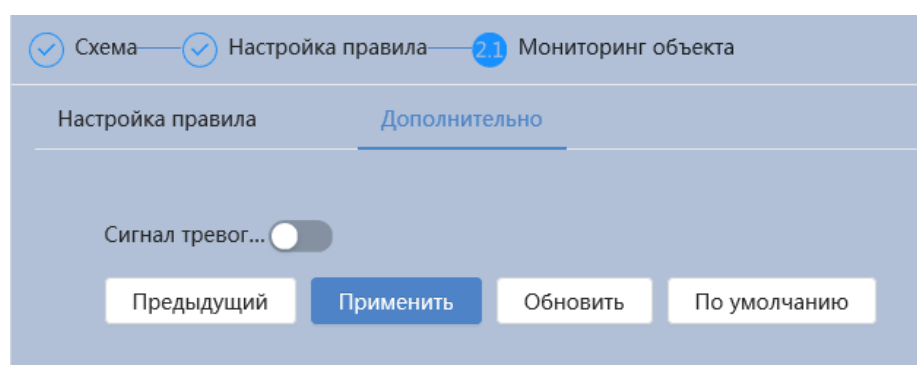 Схема Настройка правила 2.1 Мониторинг объекта
Настройка правила Дополнительно
Сигнал тревог...
Предыдущий Применить Обновить По умолчанию